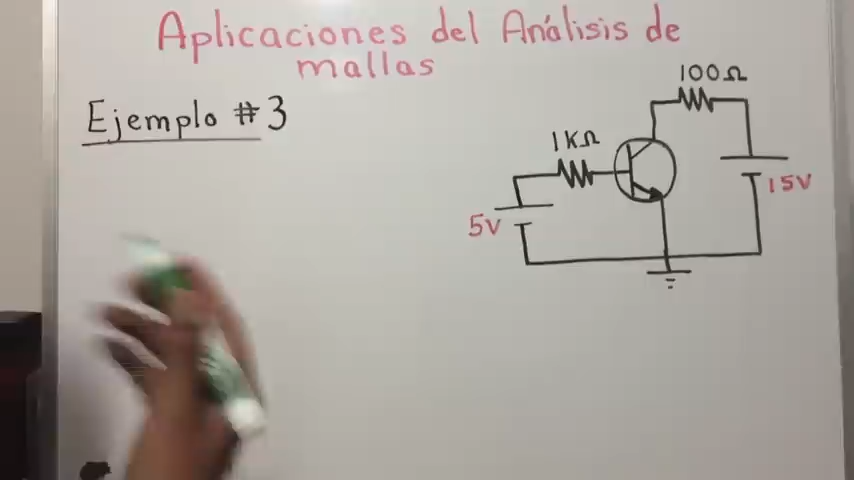 Aplicaciones del Análisis de
mallas
Ejemplo #3
100Ω
1KΩ
15V
5V